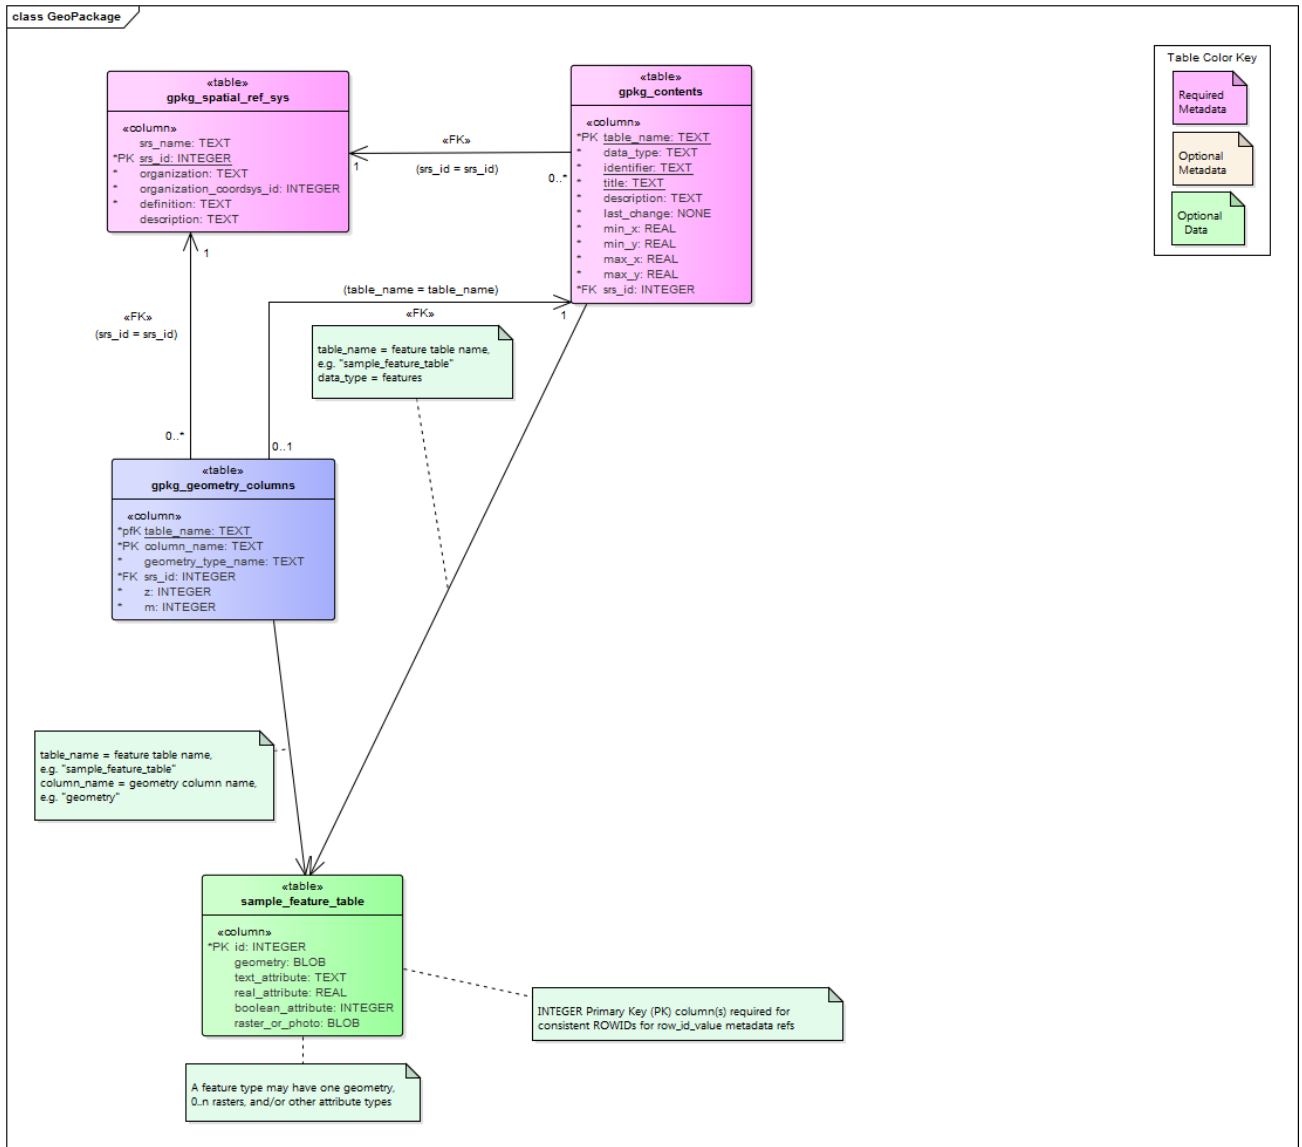 class GeoPackage
Table Color Key
Required
Metadata
Optional
Metadata
Optional
Data
«table»
gpkg_spatial_ref_sys
«column»
srs_name: TEXT
*PK srs_id: INTEGER
* organization: TEXT
* organization_coordsys_id: INTEGER
* definition: TEXT
description: TEXT
«FK»
1
(srs_id = srs_id)
0..*
«table»
gpkg_contents
«column»
*PK table_name: TEXT
* data_type: TEXT
* identifier: TEXT
* title: TEXT
* description: TEXT
* last_change: NONE
* min_x: REAL
* min_y: REAL
* max_x: REAL
* max_y: REAL
*FK srs_id: INTEGER
1
«FK»
(srs_id = srs_id)
0..*
(table_name = table_name)
«FK»
1
0..1
table_name = feature table name,
e.g. "sample_feature_table"
data_type = features
«table»
gpkg_geometry_columns
«column»
*pfK table_name: TEXT
*PK column_name: TEXT
* geometry_type_name: TEXT
*FK srs_id: INTEGER
* z: INTEGER
* m: INTEGER
table_name = feature table name,
e.g. "sample_feature_table"
column_name = geometry column name,
e.g. "geometry"
«table»
sample_feature_table
«column»
*PK id: INTEGER
geometry: BLOB
text_attribute: TEXT
real_attribute: REAL
boolean_attribute: INTEGER
raster_or_photo: BLOB
INTEGER Primary Key (PK) column(s) required for
consistent ROWIDs for row_id_value metadata refs
A feature type may have one geometry,
0..n rasters, and/or other attribute types